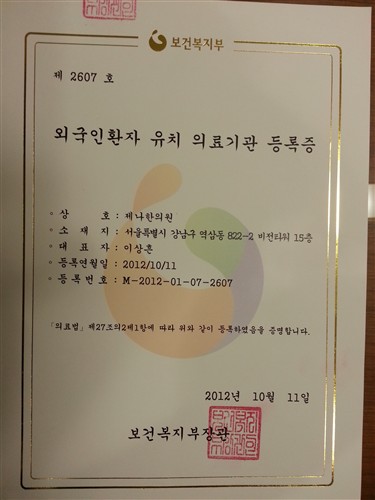 보건복지부
제 2607 호
외국인환자 유치 의료기관 등록증
◦ 상 호 : 제나한의원
◦ 소 재 지 : 서울특별시 강남구 역삼동 822-2 비전타워 15층
◦ 대 표 자 : 이상훈
◦ 등록연월일 : 2012/10/11
◦ 등 록 번 호 : M-2012-01-07-2607
「의료법」 제27조의2제1항에 따라 위와 같이 등록하였음을 증명합니다.
2012년 10월 11일
보건복지부장관